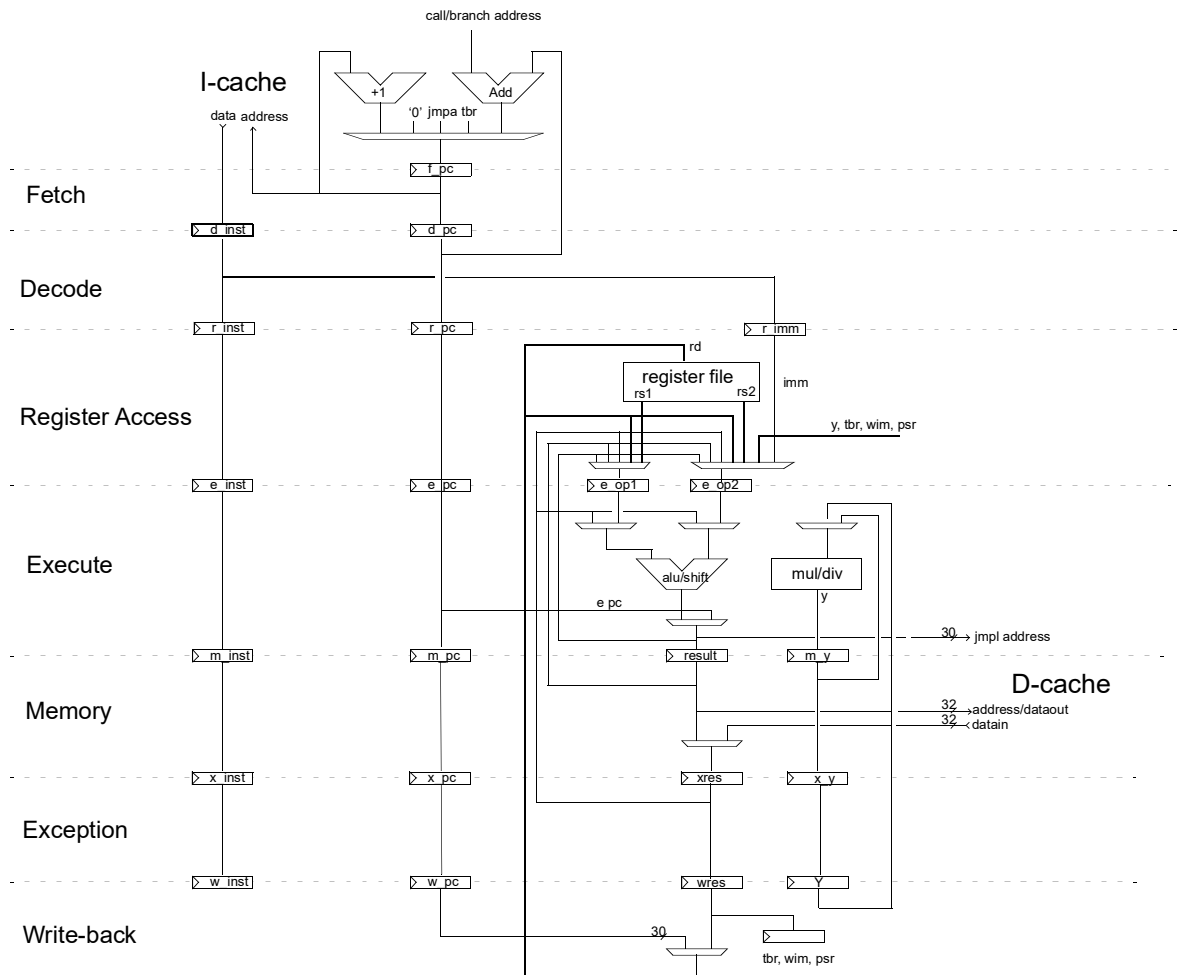 call/branch address
I-cache
+1
Add
data address
'0' jmpa tbr
f_pc
Fetch
d_inst
d_pc
Decode
r_inst
r_pc
r_imm
rd
register file
rs1
rs2
imm
Register Access
y, tbr, wim, psr
e_inst
e_pc
e_op1
e_op2
Execute
alu/shift
mul/div
y
e pc
30
jmpl address
m_inst
m_pc
result
m_y
D-cache
Memory
32
address/dataout
32
datain
x_inst
x_pc
xres
x_y
Exception
w_inst
w_pc
wres
Y
Write-back
30
tbr, wim, psr